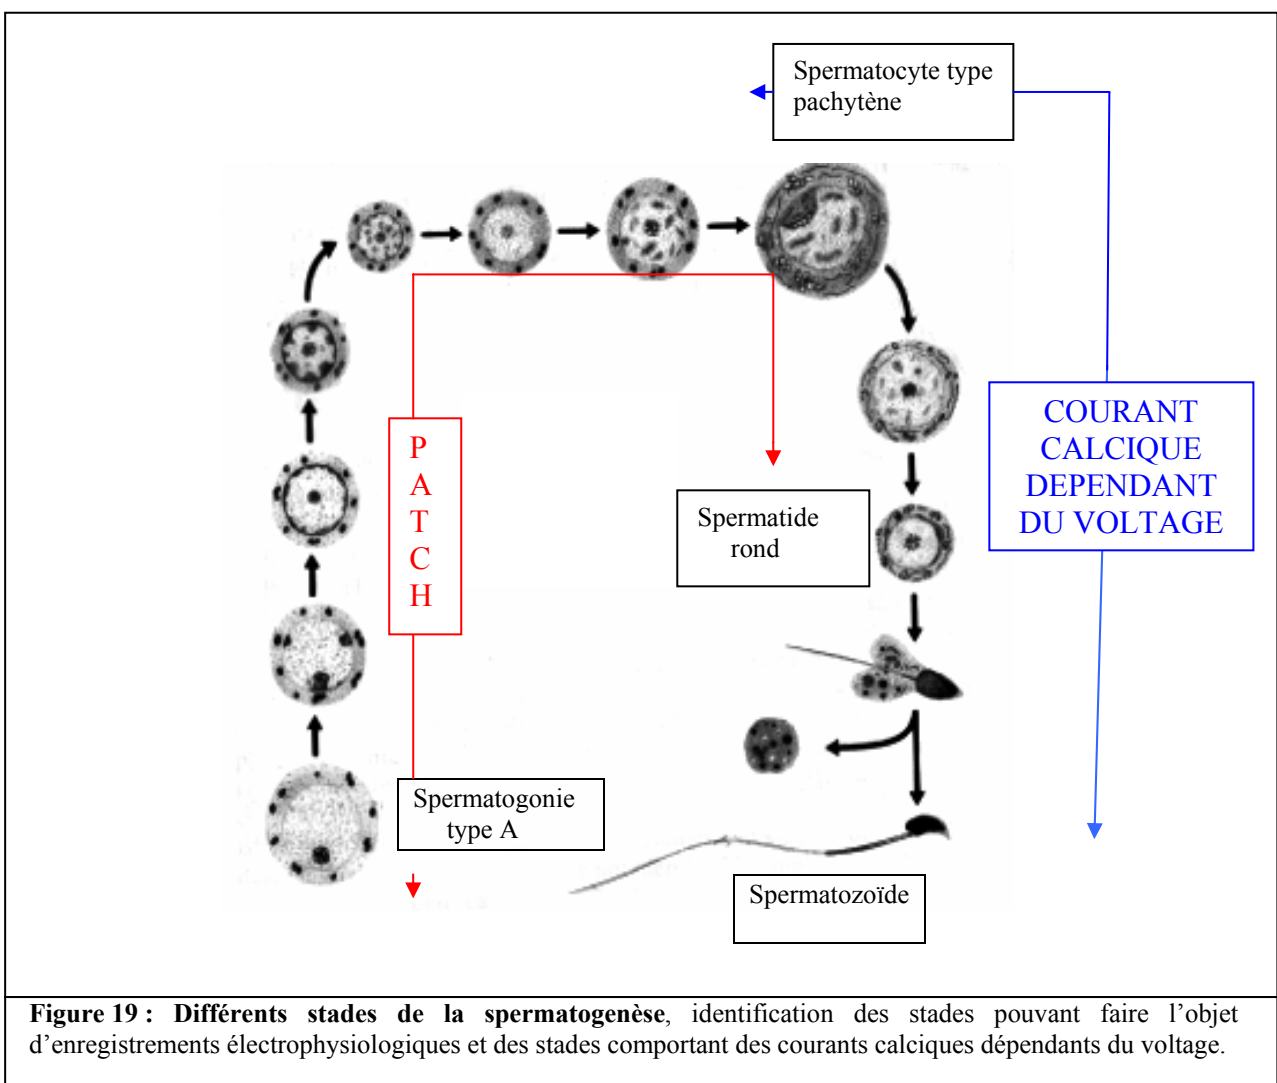 Spermatocyte type
pachytène
P
A
T
C
H
COURANT
CALCIQUE
DEPENDANT
DU VOLTAGE
Spermatide
rond
Spermatogonie
type A
Spermatozoïde
Figure 19 : Différents stades de la spermatogenèse, identification des stades pouvant faire l’objet
d’enregistrements électrophysiologiques et des stades comportant des courants calciques dépendants du voltage.